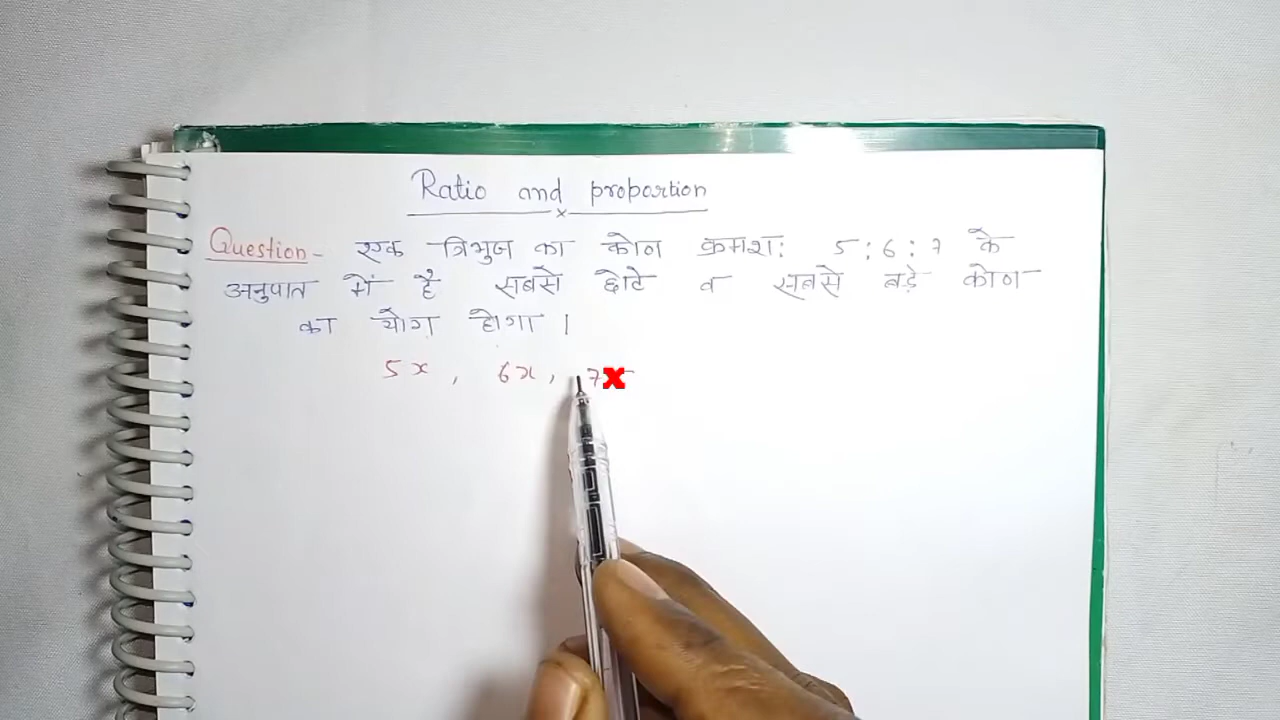 Ratio and proportion
Question - एक त्रिभुज का कोण क्रमशः 5 : 6 : 7 के
अनुपात में है सबसे छोटे व सबसे बड़े कोण
का योग होगा ।
5x , 6x , 7x